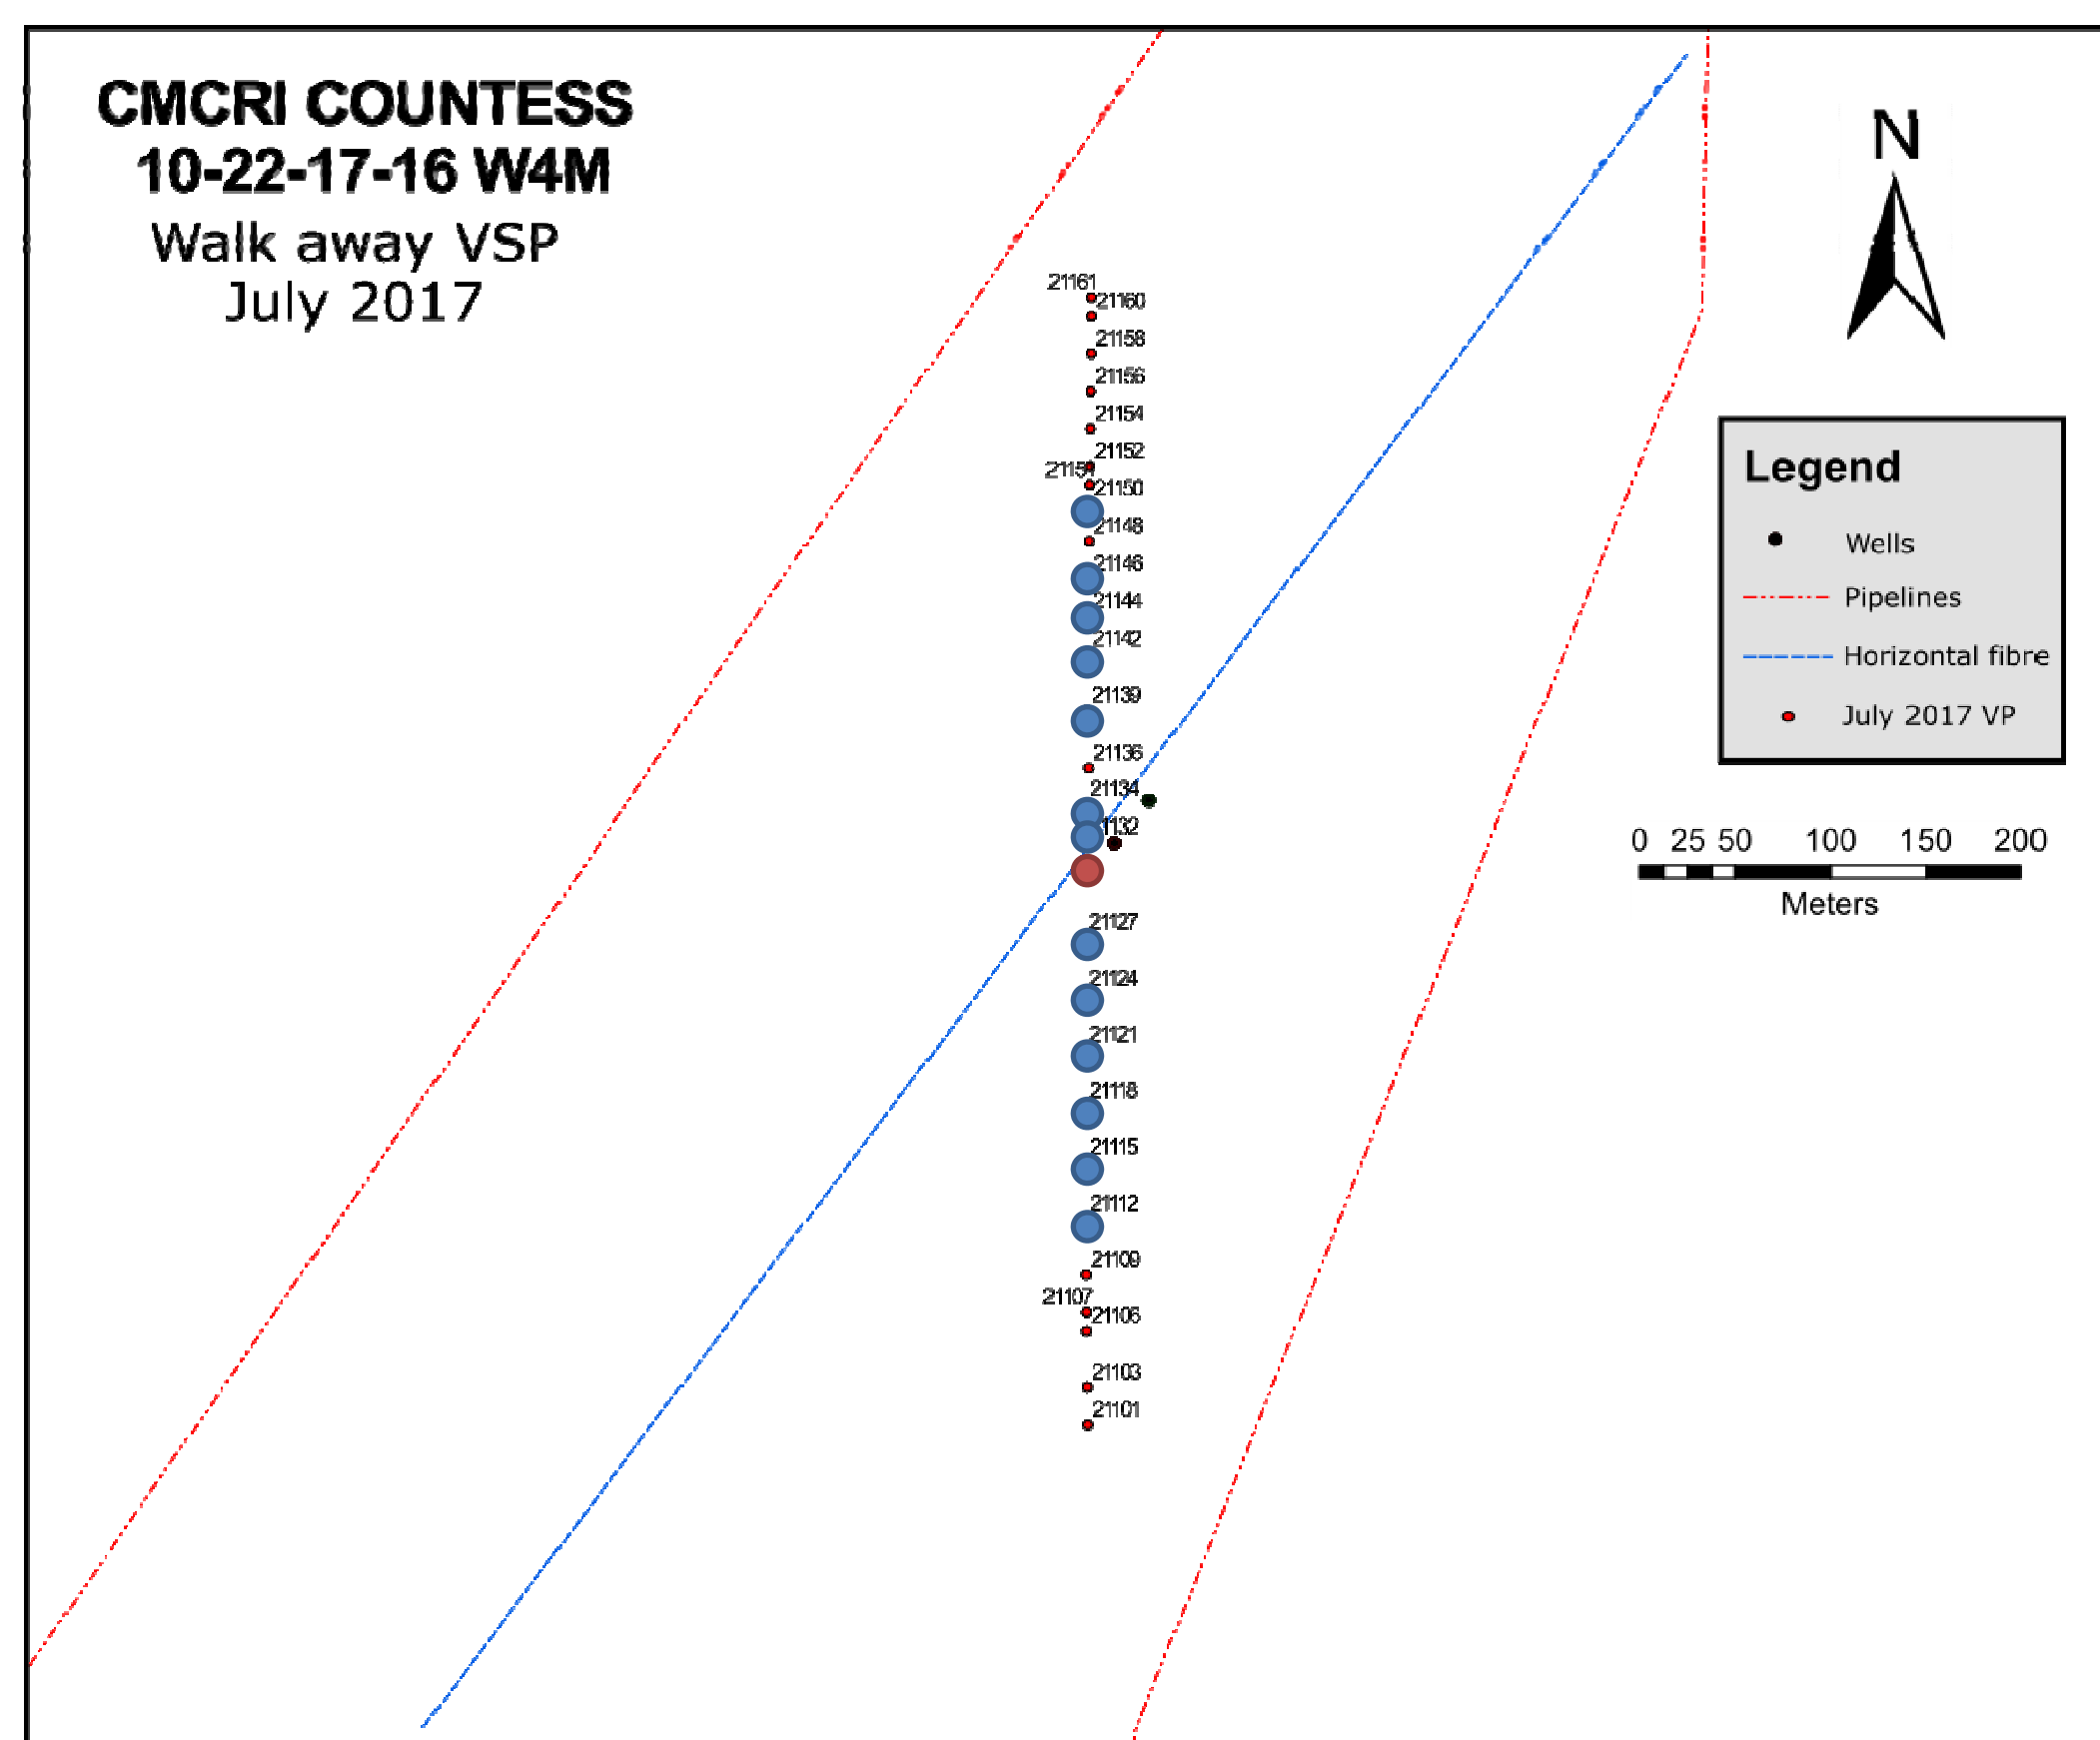 CMCRI COUNTESS
10-22-17-16 W4M
Walk away VSP
July 2017
N
21161
21160
21158
21156
21154
21152
21151
21150
21148
21146
21144
21142
21139
21136
21134
1132
21127
21124
21121
21118
21115
21112
21109
21107
21106
21103
21101
Legend
Wells
Pipelines
Horizontal fibre
July 2017 VP
0 25 50 100 150 200
Meters